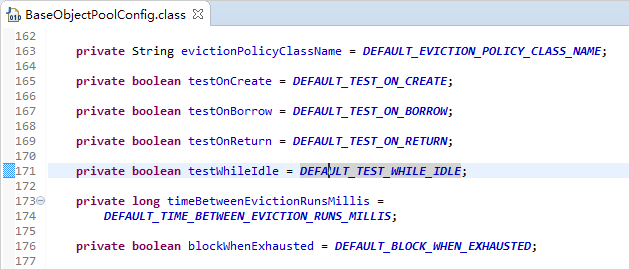 BaseObjectPoolConfig.class
162
163 private String evictionPolicyClassName = DEFAULT_EVICTION_POLICY_CLASS_NAME;
164
165 private boolean testOnCreate = DEFAULT_TEST_ON_CREATE;
166
167 private boolean testOnBorrow = DEFAULT_TEST_ON_BORROW;
168
169 private boolean testOnReturn = DEFAULT_TEST_ON_RETURN;
170
171 private boolean testWhileIdle = DEFAULT_TEST_WHILE_IDLE;
172
173 private long timeBetweenEvictionRunsMillis =
174 DEFAULT_TIME_BETWEEN_EVICTION_RUNS_MILLIS;
175
176 private boolean blockWhenExhausted = DEFAULT_BLOCK_WHEN_EXHAUSTED;
177